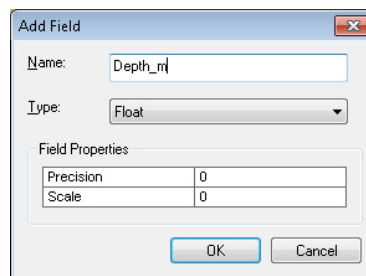 Add Field
Name: Depth_m
Type: Float
Field Properties
Precision 0
Scale 0
OK Cancel